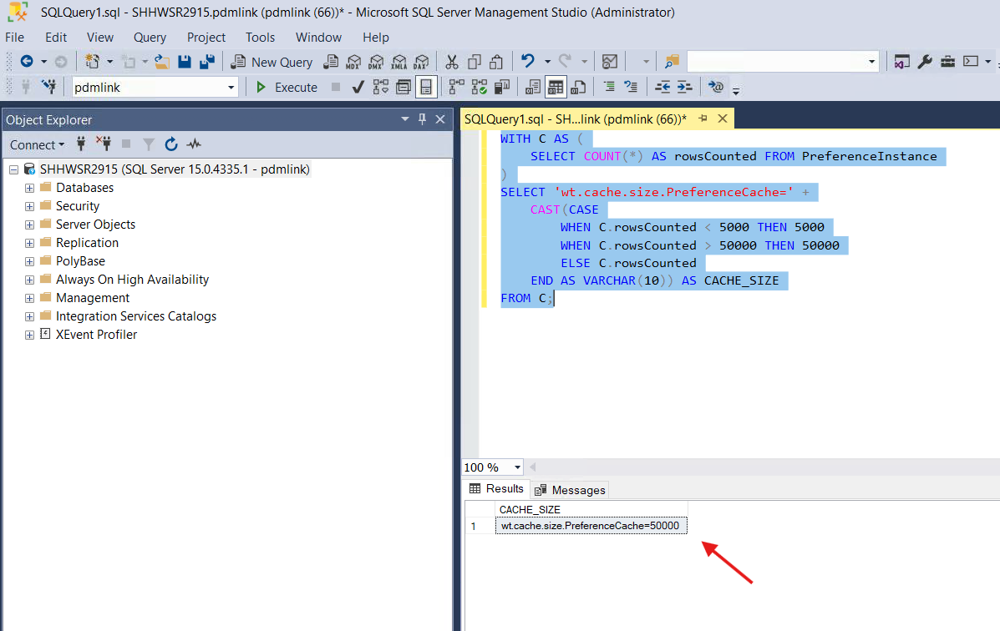 SQLQuery1.sql - SHHWSR2915.pdmlink (pdmlink (66))* - Microsoft SQL Server Management Studio (Administrator)
File Edit View Query Project Tools Window Help
New Query MDX DMX XMLA DAX
pdmlink Execute
Object Explorer
Connect
SHHWSR2915 (SQL Server 15.0.4335.1 - pdmlink)
Databases
Security
Server Objects
Replication
PolyBase
Always On High Availability
Management
Integration Services Catalogs
XEvent Profiler
SQLQuery1.sql - SH...link (pdmlink (66))*
WITH C AS (
SELECT COUNT(*) AS rowsCounted FROM PreferenceInstance
)
SELECT 'wt.cache.size.PreferenceCache=' +
CAST(CASE
WHEN C.rowsCounted < 5000 THEN 5000
WHEN C.rowsCounted > 50000 THEN 50000
ELSE C.rowsCounted
END AS VARCHAR(10)) AS CACHE_SIZE
FROM C;
100 %
Results Messages
CACHE_SIZE
1 wt.cache.size.PreferenceCache=50000